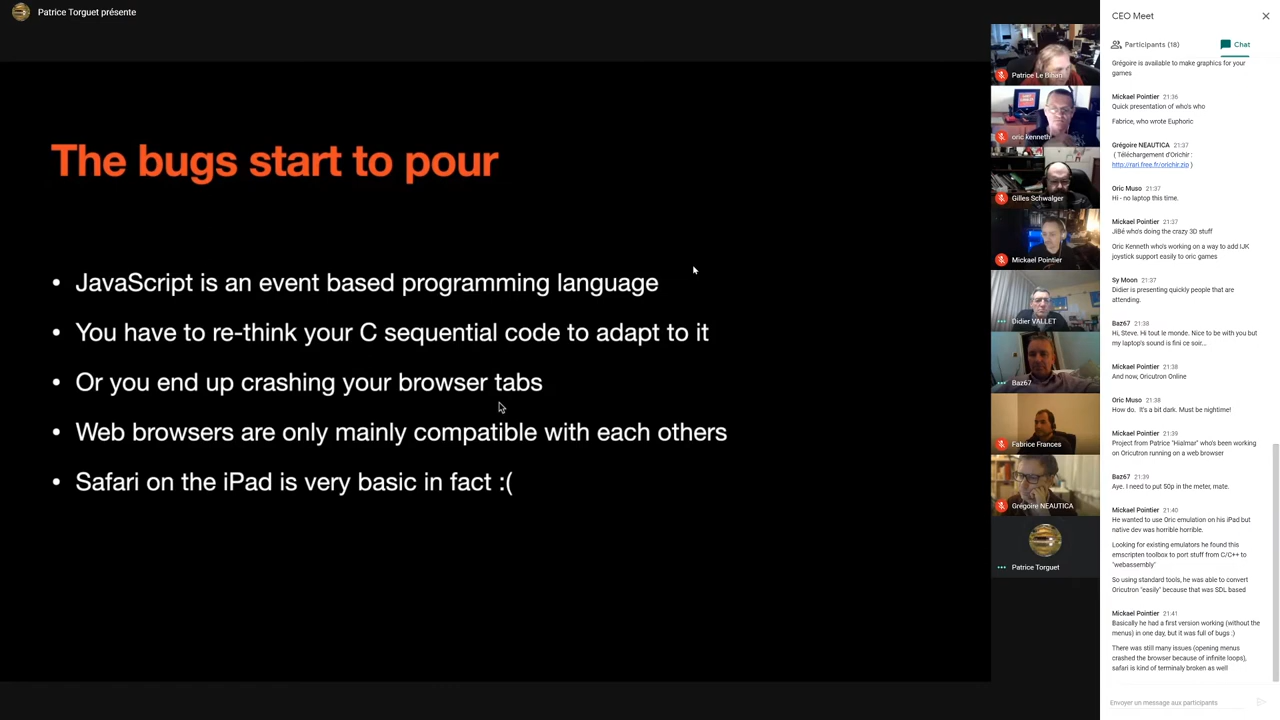 Patrice Torguet présente
The bugs start to pour
• JavaScript is an event based programming language
• You have to re-think your C sequential code to adapt to it
• Or you end up crashing your browser tabs
• Web browsers are only mainly compatible with each others
• Safari on the iPad is very basic in fact :(
Patrice Le Bihan
oric kenneth
Gilles Schwalger
Mickael Pointier
Didier VALLET
Baz67
Fabrice Frances
Grégoire NEAUTICA
Patrice Torguet
CEO Meet
Participants (18)
Chat
Grégoire is available to make graphics for your
games
Mickael Pointier 21:36
Quick presentation of who's who
Fabrice, who wrote Euphoric
Grégoire NEAUTICA 21:37
( Téléchargement d'Orichir :
http://rari.free.fr/orichir.zip )
Oric Muso 21:37
Hi - no laptop this time.
Mickael Pointier 21:37
JiBé who's doing the crazy 3D stuff
Oric Kenneth who's working on a way to add IJK
joystick support easily to oric games
Sy Moon 21:37
Didier is presenting quickly people that are
attending.
Baz67 21:38
Hi, Steve. Hi tout le monde. Nice to be with you but
my laptop's sound is fini ce soir...
Mickael Pointier 21:38
And now, Oricutron Online
Oric Muso 21:38
How do. It's a bit dark. Must be nightime!
Mickael Pointier 21:39
Project from Patrice "Hialmar" who's been working
on Oricutron running on a web browser
Baz67 21:39
Aye. I need to put 50p in the meter, mate.
Mickael Pointier 21:40
He wanted to use Oric emulation on his iPad but
native dev was horrible horrible.
Looking for existing emulators he found this
emscripten toolbox to port stuff from C/C++ to
"webassembly"
So using standard tools, he was able to convert
Oricutron "easily" because that was SDL based
Mickael Pointier 21:41
Basically he had a first version working (without the
menus) in one day, but it was full of bugs :)
There was still many issues (opening menus
crashed the browser because of infinite loops),
safari is kind of terminaly broken as well
Envoyer un message aux participants